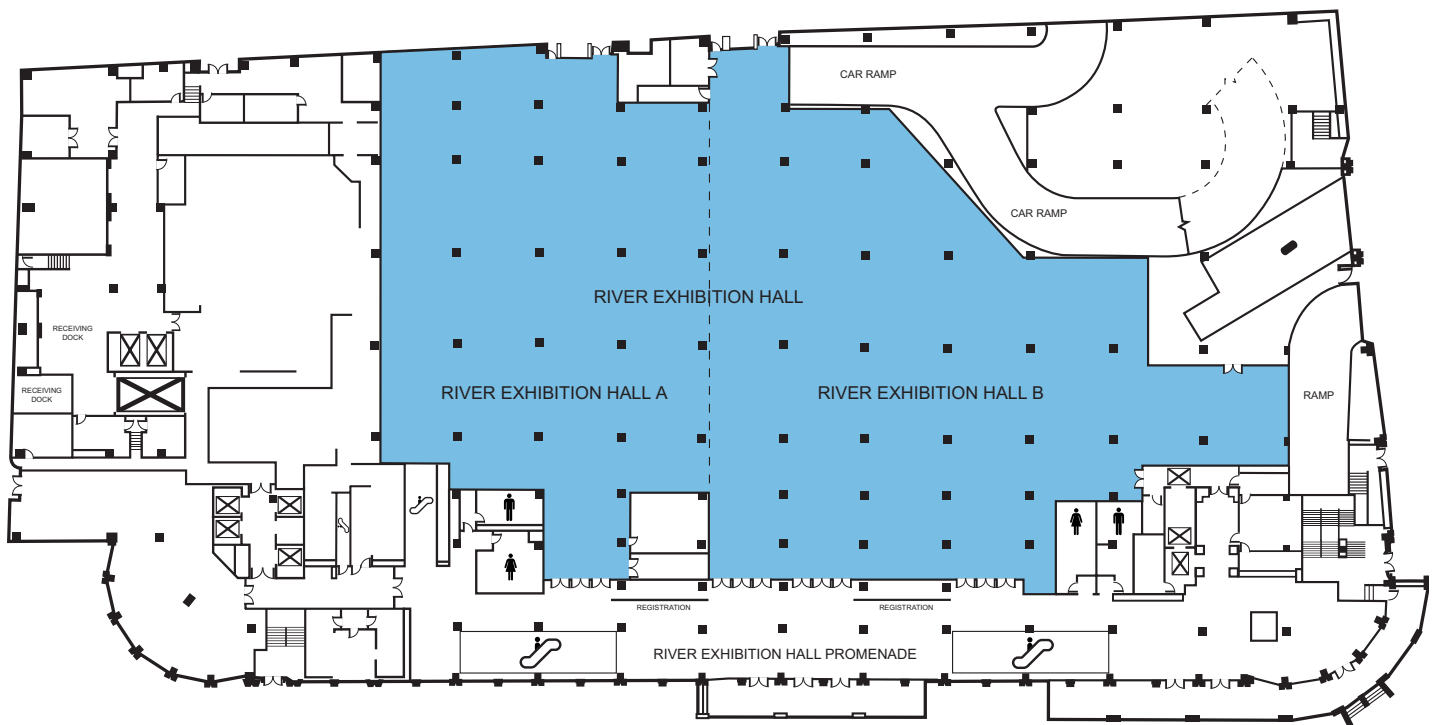 CAR RAMP
CAR RAMP
RIVER EXHIBITION HALL
RECEIVING
DOCK
RECEIVING
DOCK
RIVER EXHIBITION HALL A
RIVER EXHIBITION HALL B
RAMP
REGISTRATION
REGISTRATION
RIVER EXHIBITION HALL PROMENADE